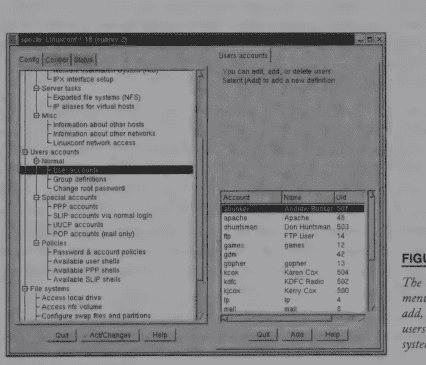 Linuxconf
Config Control Status
IPX interface setup
Server tasks
Exported file systems (NFS)
IP aliases for virtual hosts
Misc
Information about other hosts
Information about other networks
Linuxconf network access
Users accounts
Normal
User accounts
Group definitions
Change root password
Special accounts
PPP accounts
SLIP accounts via normal login
UUCP accounts
POP accounts (mail only)
Policies
Password & account policies
Available user shells
Available PPP shells
Available SLIP shells
File systems
Access local drive
Access nfs volume
Configure swap files and partitions
Quit Act/Changes Help
Users accounts
You can edit, add, or delete users
Select [Add] to add a new definition
Account Name Uid
abunker Andrew Bunker
apache Apache 48
dhuntsman Don Huntsman 503
ftp FTP User 14
games games 12
gdm 42
gopher gopher 13
kcox Karen Cox 504
kdfc KDFC Radio 502
kjcox Kerry Cox 500
lp lp 4
mail mail 8
Quit Add Help
FIGU
The
ment
add,
users
system